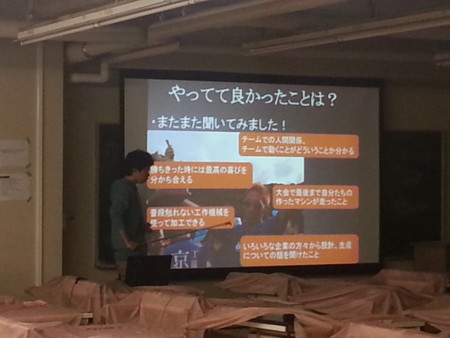 やってて良かったことは？
・またまた聞いてみました！
チームでの人間関係、
チームで動くことがどういうことか分かる
勝ちきった時には最高の喜びを
分かち合える
大会で最後まで自分たちの
作ったマシンが走ったこと
普段触れない工作機械を
使って加工できる
いろいろな企業の方々から設計、生産
についての話を聞けたこと
京